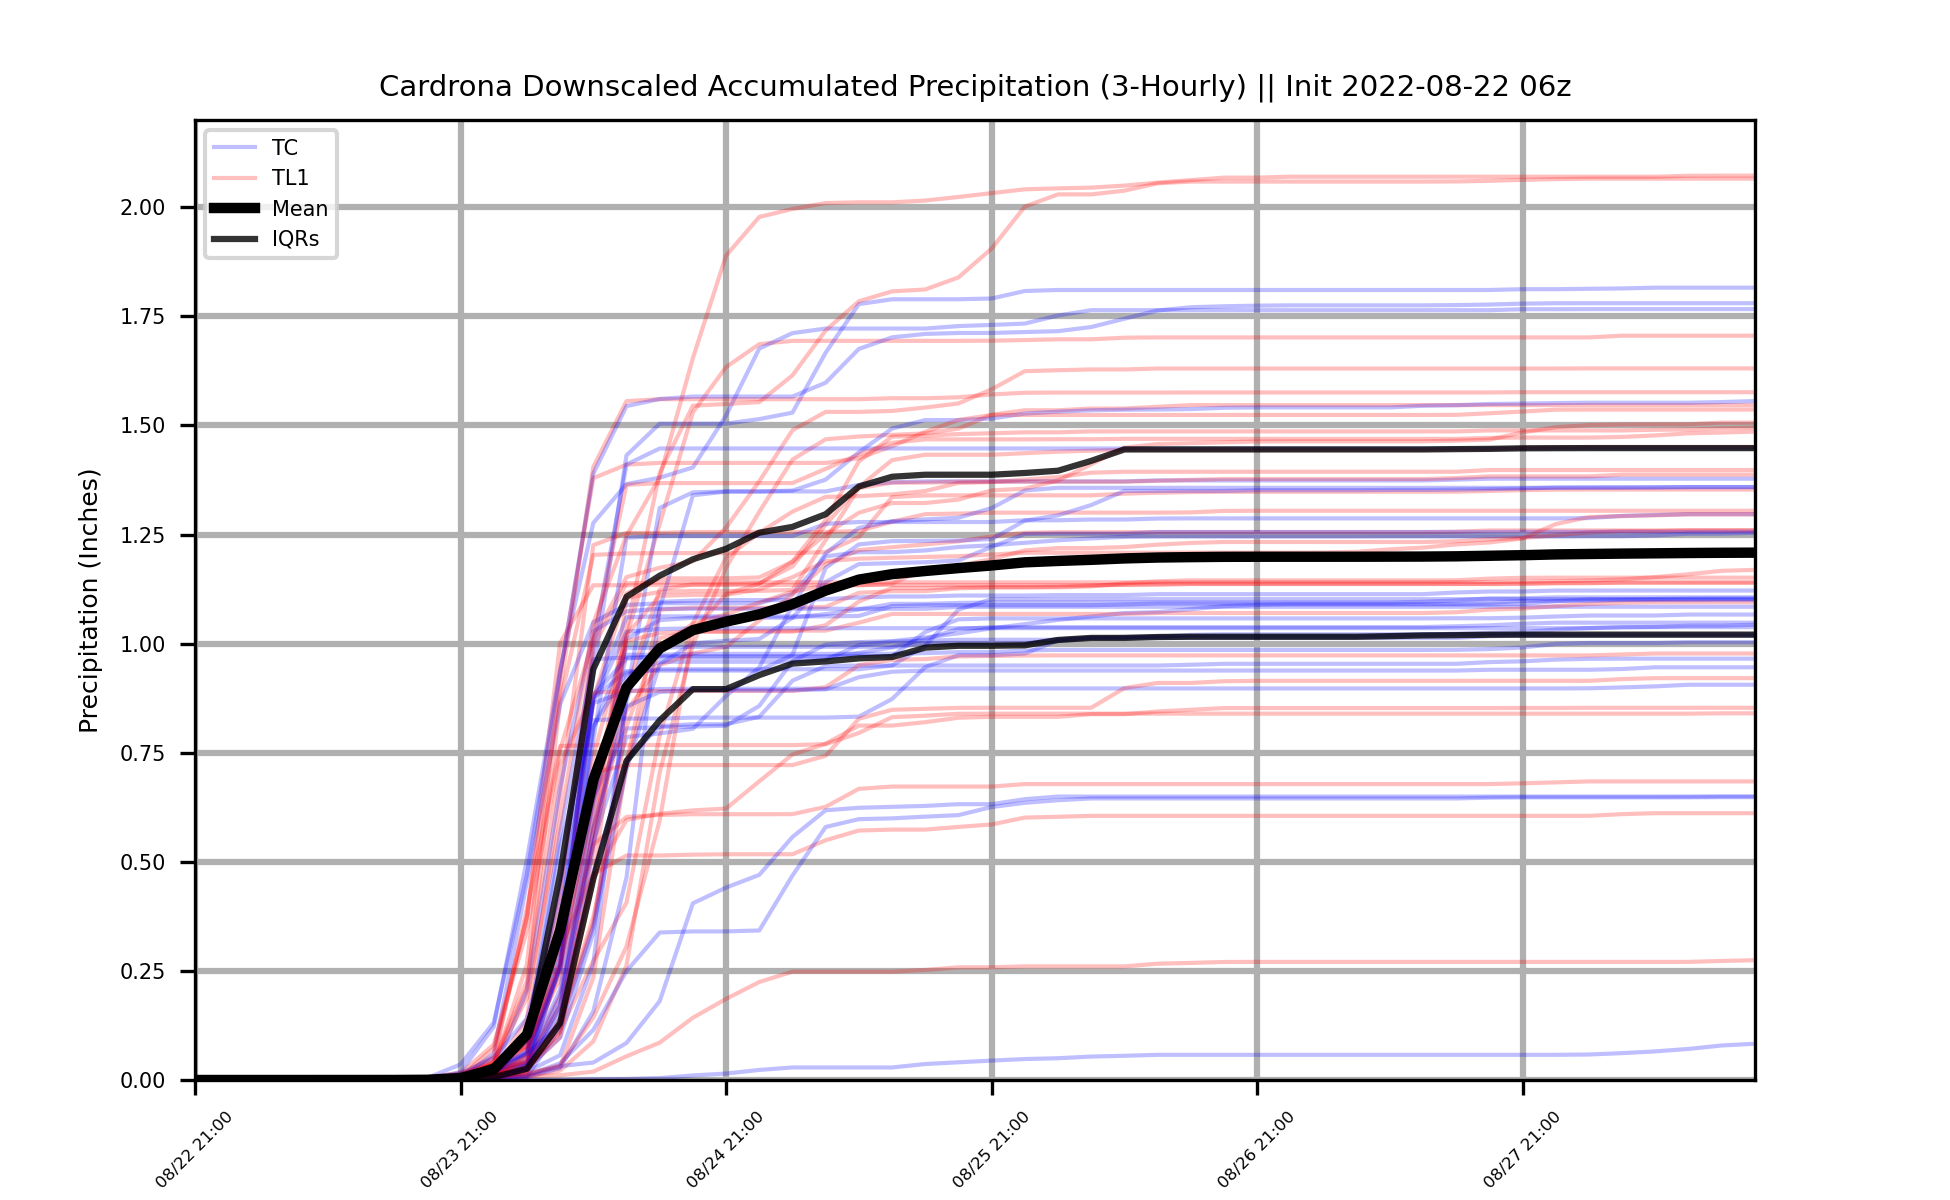 Cardrona Downscaled Accumulated Precipitation (3-Hourly) || Init 2022-08-22 06z
TC
TL1
Mean
IQRs
Precipitation (Inches)
2.00
1.75
1.50
1.25
1.00
0.75
0.50
0.25
0.00
08/22 21:00
08/23 21:00
08/24 21:00
08/25 21:00
08/26 21:00
08/27 21:00